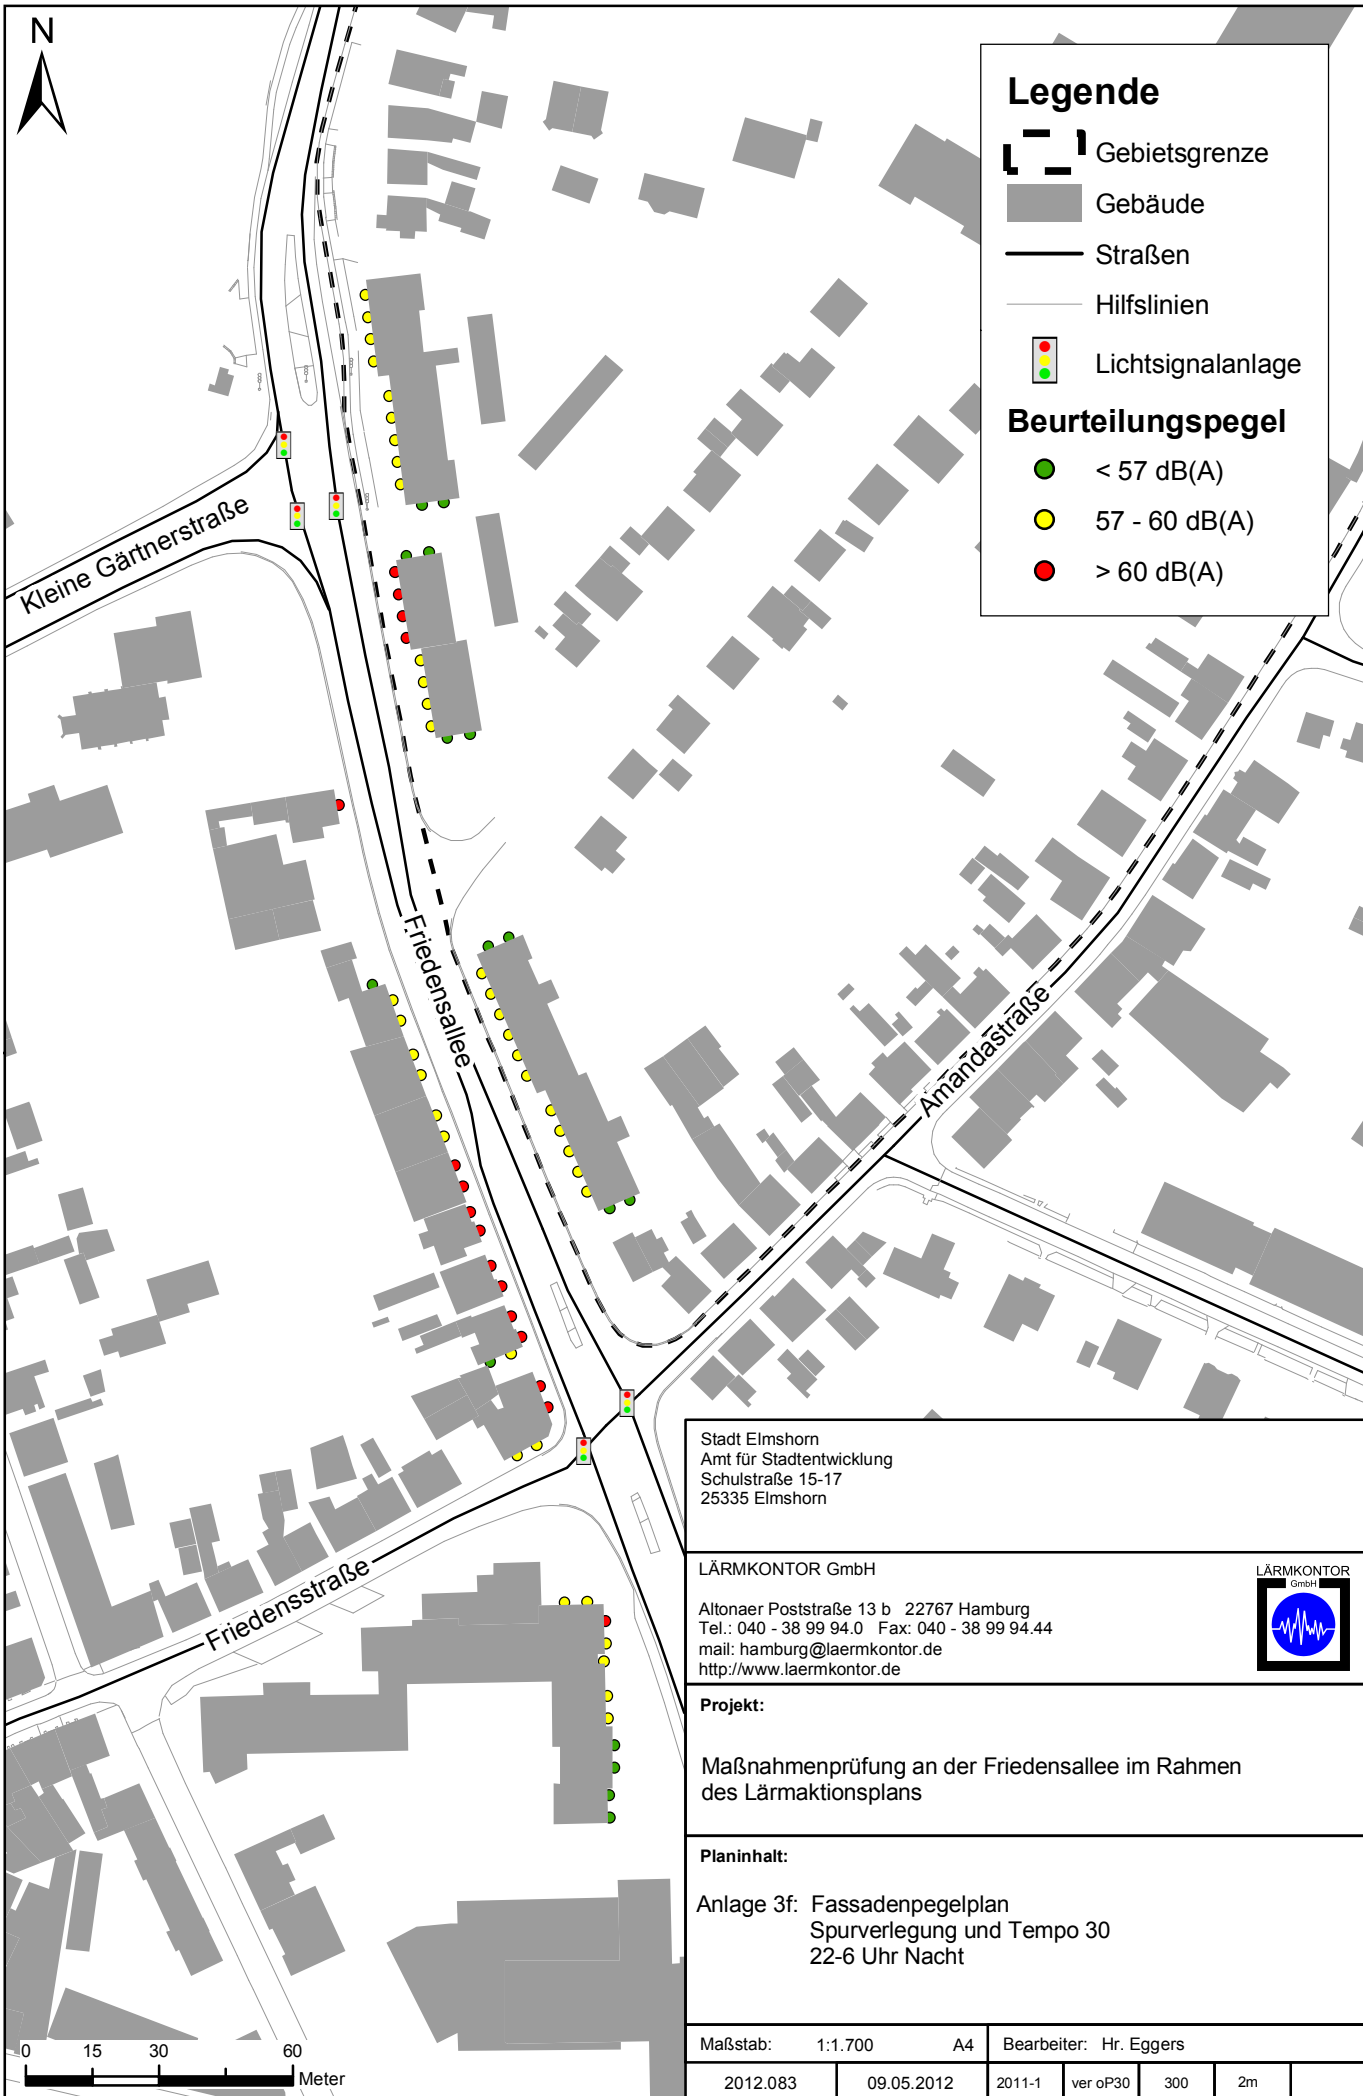 N
Legende
Gebietsgrenze
Gebäude
Straßen
Hilfslinien
Lichtsignalanlage
Beurteilungspegel
< 57 dB(A)
57 - 60 dB(A)
> 60 dB(A)
Kleine Gärtnerstraße
Friedensallee
Amandastraße
Friedensstraße
Stadt Elmshorn
Amt für Stadtentwicklung
Schulstraße 15-17
25335 Elmshorn
LÄRMKONTOR GmbH
Altonaer Poststraße 13 b 22767 Hamburg
Tel.: 040 - 38 99 94.0 Fax: 040 - 38 99 94.44
mail: hamburg@laermkontor.de
http://www.laermkontor.de
LÄRMKONTOR
GmbH
Projekt:
Maßnahmenprüfung an der Friedensallee im Rahmen
des Lärmaktionsplans
Planinhalt:
Anlage 3f: Fassadenpegelplan
Spurverlegung und Tempo 30
22-6 Uhr Nacht
Maßstab: 1:1.700 A4 Bearbeiter: Hr. Eggers
2012.083 09.05.2012 2011-1 ver oP30 300 2m
0 15 30 60
Meter